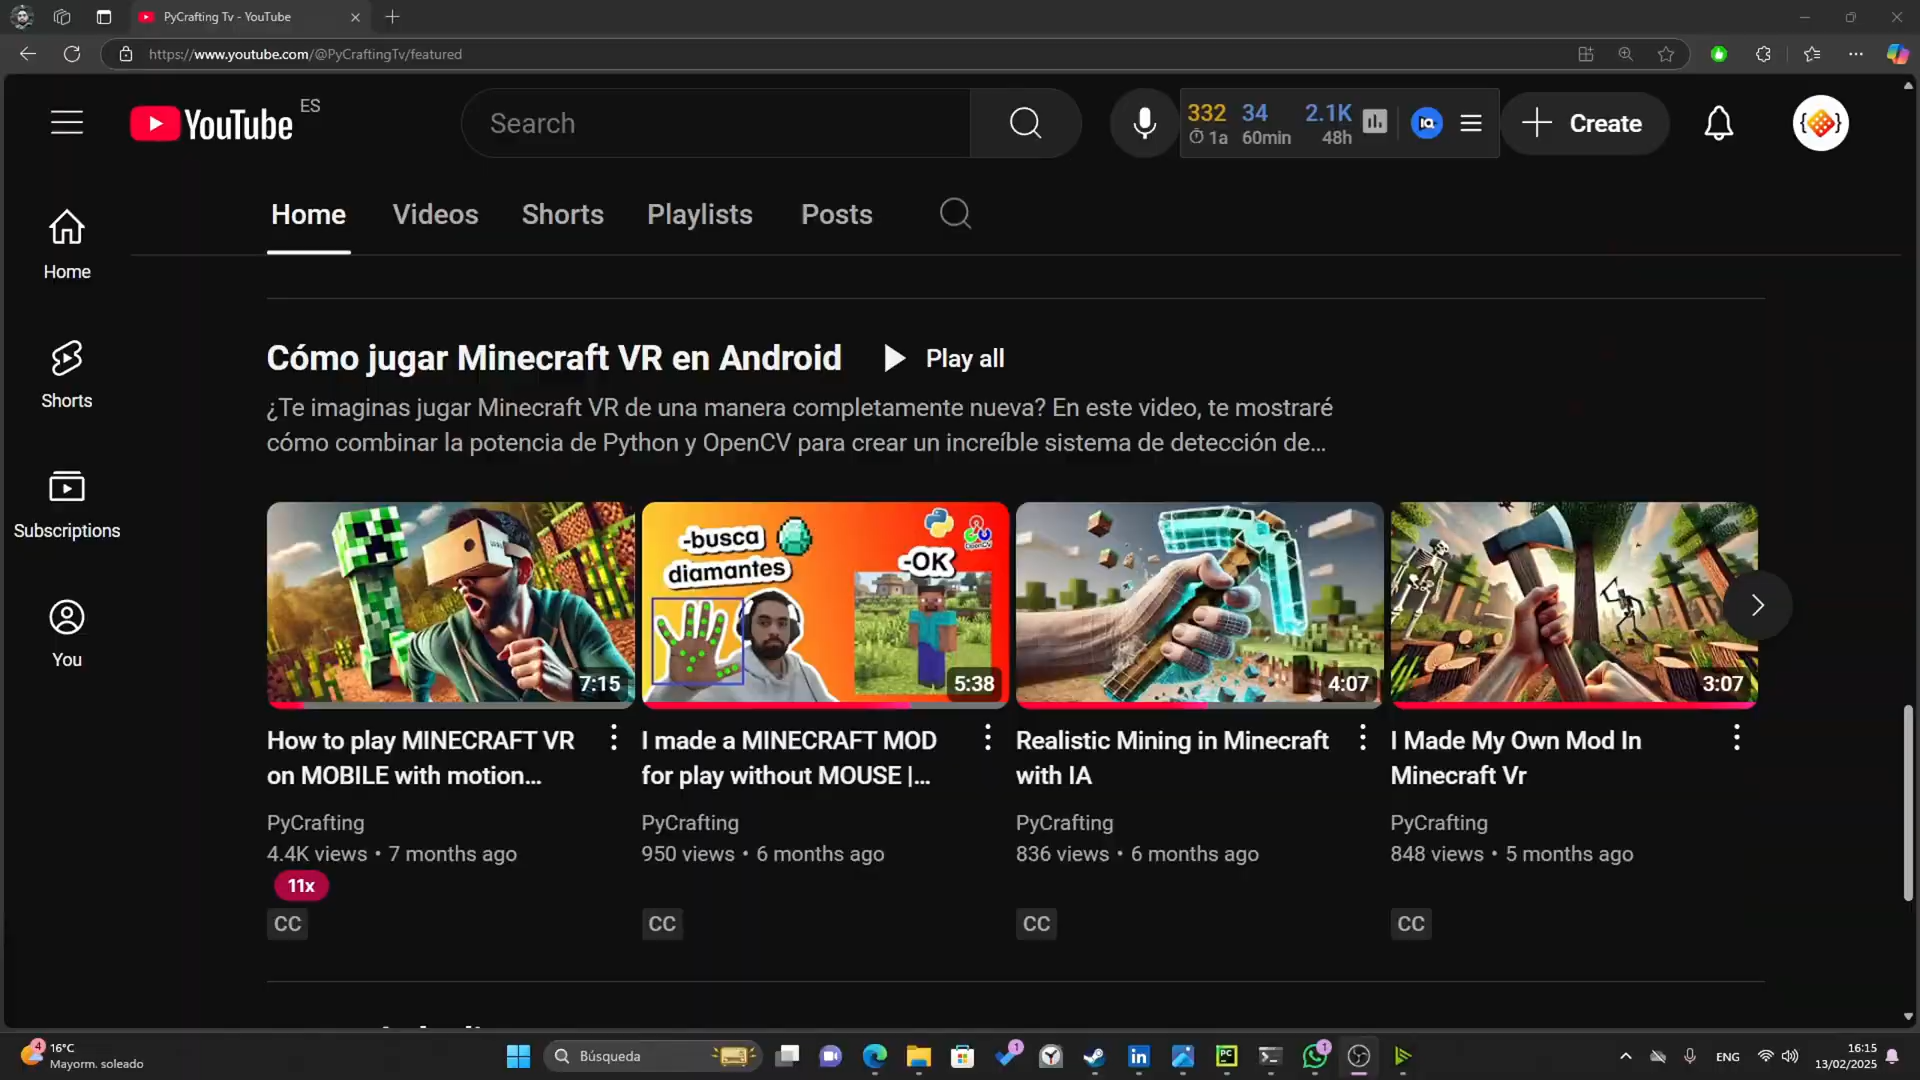 PyCrafting Tv - YouTube
https://www.youtube.com/@PyCraftingTv/featured
YouTube ES
Search
332 34 2.1K
1a 60min 48h
IQ
Create
Home Videos Shorts Playlists Posts
Home
Shorts
Subscriptions
You
Cómo jugar Minecraft VR en Android Play all
¿Te imaginas jugar Minecraft VR de una manera completamente nueva? En este video, te mostraré
cómo combinar la potencia de Python y OpenCV para crear un increíble sistema de detección de...
7:15
-busca
diamantes
-OK
OpenCV
5:38
4:07
3:07
How to play MINECRAFT VR
on MOBILE with motion...
PyCrafting
4.4K views • 7 months ago
11x
CC
I made a MINECRAFT MOD
for play without MOUSE |...
PyCrafting
950 views • 6 months ago
CC
Realistic Mining in Minecraft
with IA
PyCrafting
836 views • 6 months ago
CC
I Made My Own Mod In
Minecraft Vr
PyCrafting
848 views • 5 months ago
CC
4
16°C
Mayorm. soleado
Búsqueda
1
in
PC
1
ENG
16:15
13/02/2025